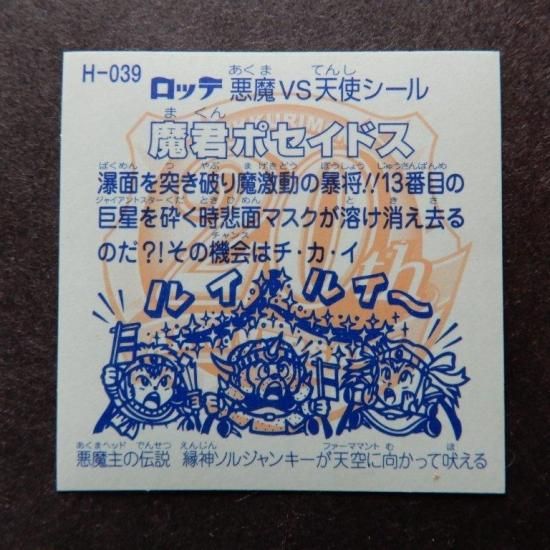 H-039 ロッテ 悪魔VS天使シール
あくま てんし
まくん
魔君ポセイドス
ばくめん つ やぶ まげきどう ぼうしょう じゅうさんばんめ
瀑面を突き破り魔激動の暴将!!13番目の
ジャイアントスター くだ とき ひめん と き さ
巨星を砕く時悲面マスクが溶け消え去る
チャンス
のだ?!その機会はチ・カ・イ
ルイ ルイ〜
あくまヘッド でんせつ えんじん ファーマメント む ほ
悪魔主の伝説 縁神ソルジャンキーが天空に向かって吠える
20th